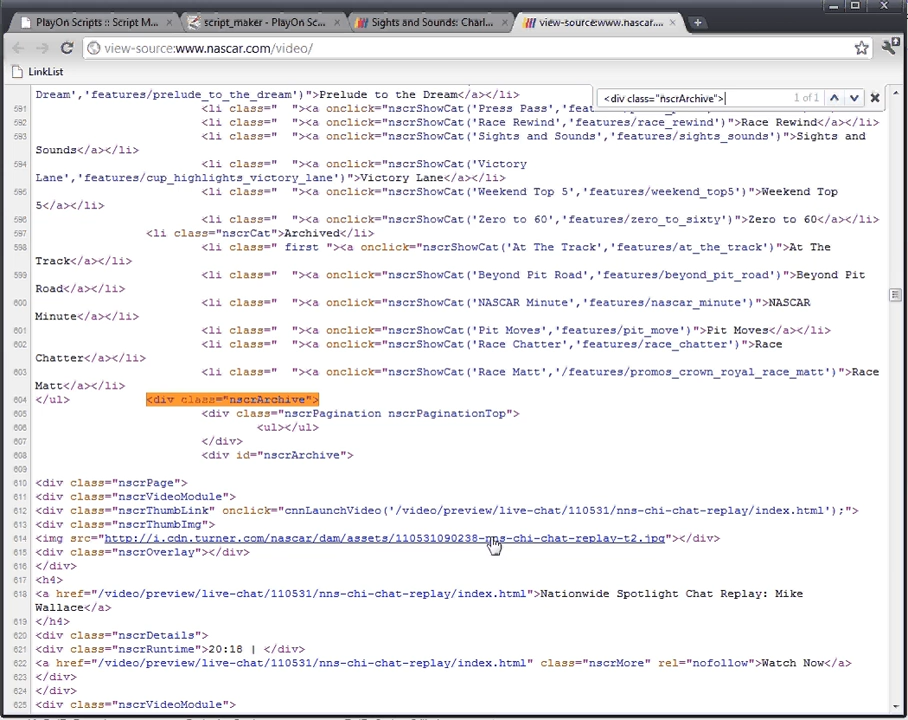 PlayOn Scripts :: Script M...
script_maker - PlayOn Sc...
Sights and Sounds: Charl...
view-source:www.nascar....
view-source:www.nascar.com/video/
LinkList
<div class="nscrArchive">
1 of 1
Dream','features/prelude_to_the_dream')">Prelude to the Dream</a></li>
591 <li class="  "><a onclick="nscrShowCat('Press Pass','feat
592 <li class="  "><a onclick="nscrShowCat('Race Rewind','features/race_rewind')">Race Rewind</a></li>
593 <li class="  "><a onclick="nscrShowCat('Sights and Sounds','features/sights_sounds')">Sights and
Sounds</a></li>
594 <li class="  "><a onclick="nscrShowCat('Victory
Lane','features/cup_highlights_victory_lane')">Victory Lane</a></li>
595 <li class="  "><a onclick="nscrShowCat('Weekend Top 5','features/weekend_top5')">Weekend Top
5</a></li>
596 <li class="  "><a onclick="nscrShowCat('Zero to 60','features/zero_to_sixty')">Zero to 60</a></li>
597 <li class="nscrCat">Archived</li>
598 <li class=" first "><a onclick="nscrShowCat('At The Track','features/at_the_track')">At The
Track</a></li>
599 <li class="  "><a onclick="nscrShowCat('Beyond Pit Road','features/beyond_pit_road')">Beyond Pit
Road</a></li>
600 <li class="  "><a onclick="nscrShowCat('NASCAR Minute','features/nascar_minute')">NASCAR
Minute</a></li>
601 <li class="  "><a onclick="nscrShowCat('Pit Moves','features/pit_move')">Pit Moves</a></li>
602 <li class="  "><a onclick="nscrShowCat('Race Chatter','features/race_chatter')">Race
Chatter</a></li>
603 <li class="  "><a onclick="nscrShowCat('Race Matt','/features/promos_crown_royal_race_matt')">Race
Matt</a></li>
604 </ul> <div class="nscrArchive">
605 <div class="nscrPagination nscrPaginationTop">
606 <ul></ul>
607 </div>
608 <div id="nscrArchive">
609
610 <div class="nscrPage">
611 <div class="nscrVideoModule">
612 <div class="nscrThumbLink" onclick="cnnLaunchVideo('/video/preview/live-chat/110531/nns-chi-chat-replay/index.html');">
613 <div class="nscrThumbImg">
614 <img src="http://i.cdn.turner.com/nascar/dam/assets/110531090238-nns-chi-chat-replay-t2.jpg"></div>
615 <div class="nscrOverlay"></div>
616 </div>
617 <h4>
618 <a href="/video/preview/live-chat/110531/nns-chi-chat-replay/index.html">Nationwide Spotlight Chat Replay: Mike
Wallace</a>
619 </h4>
620 <div class="nscrDetails">
621 <div class="nscrRuntime">20:18 | </div>
622 <a href="/video/preview/live-chat/110531/nns-chi-chat-replay/index.html" class="nscrMore" rel="nofollow">Watch Now</a>
623 </div>
624 </div>
625 <div class="nscrVideoModule">